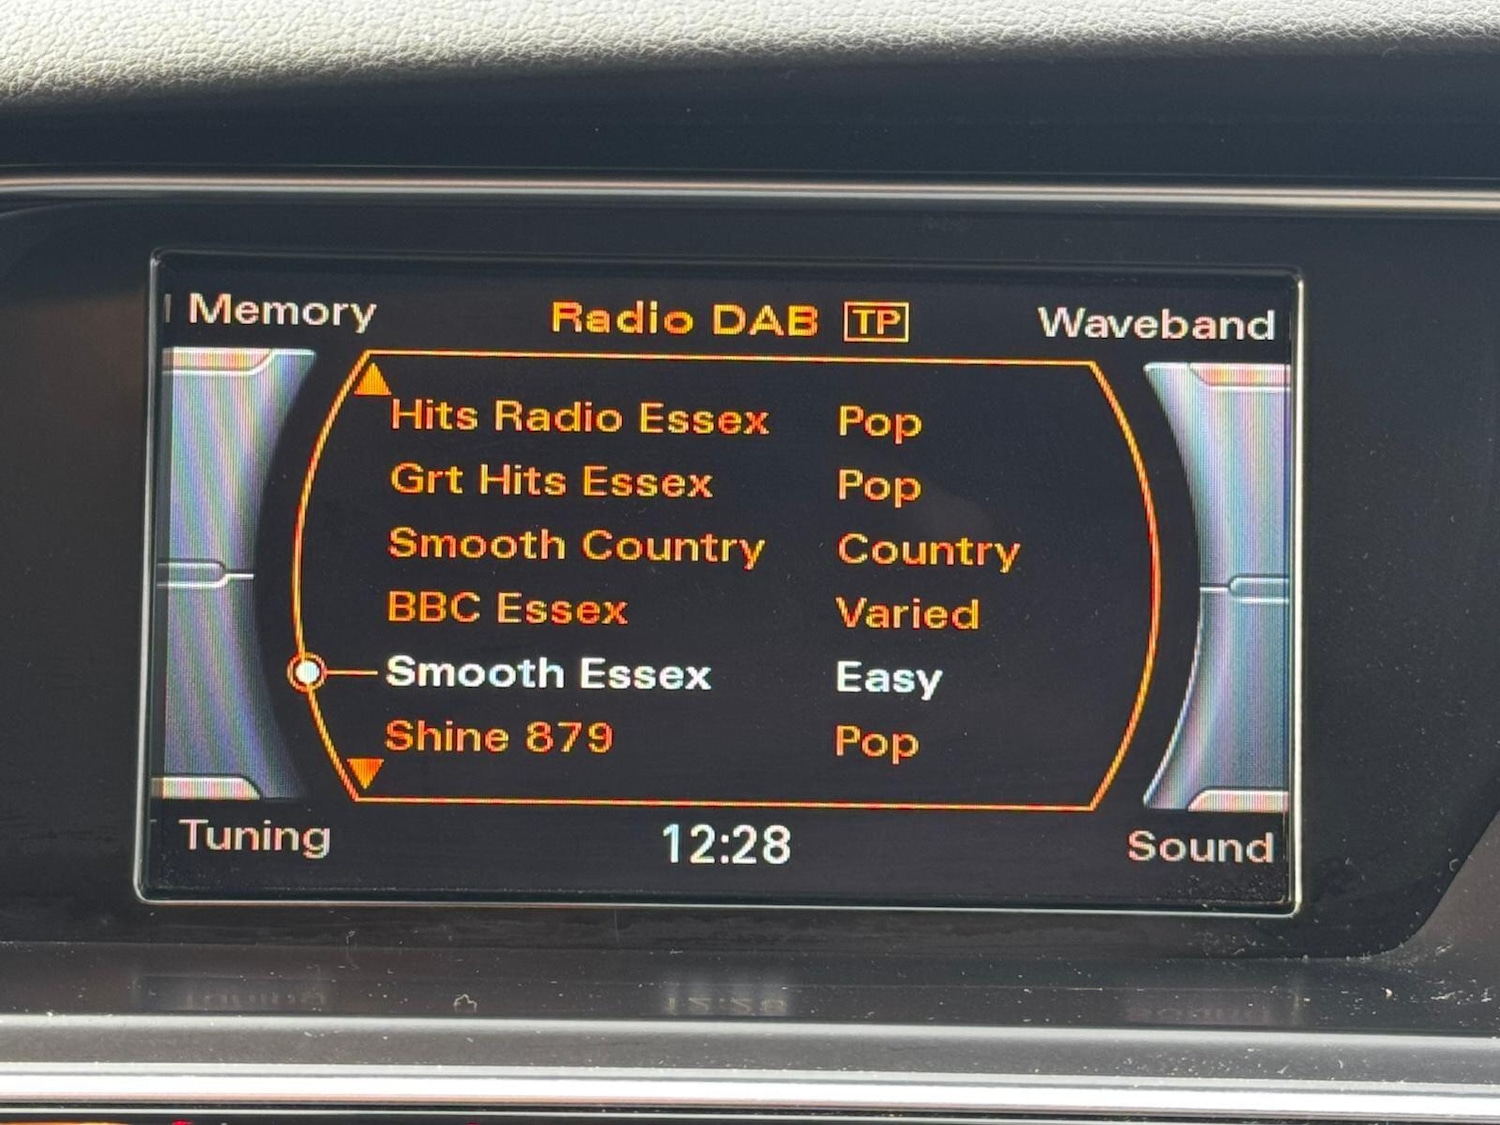 Memory Radio DAB TP Waveband
Hits Radio Essex Pop
Grt Hits Essex Pop
Smooth Country Country
BBC Essex Varied
Smooth Essex Easy
Shine 879 Pop
Tuning 12:28 Sound